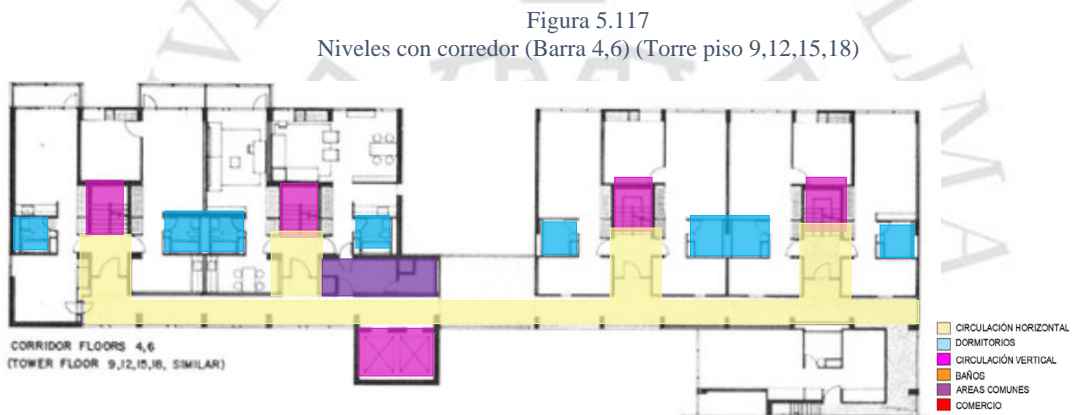 Figura 5.117
Niveles con corredor (Barra 4,6) (Torre piso 9,12,15,18)
CORRIDOR FLOORS 4,6
(TOWER FLOOR 9,12,15,18, SIMILAR)
CIRCULACIÓN HORIZONTAL
DORMITORIOS
CIRCULACIÓN VERTICAL
BAÑOS
AREAS COMUNES
COMERCIO